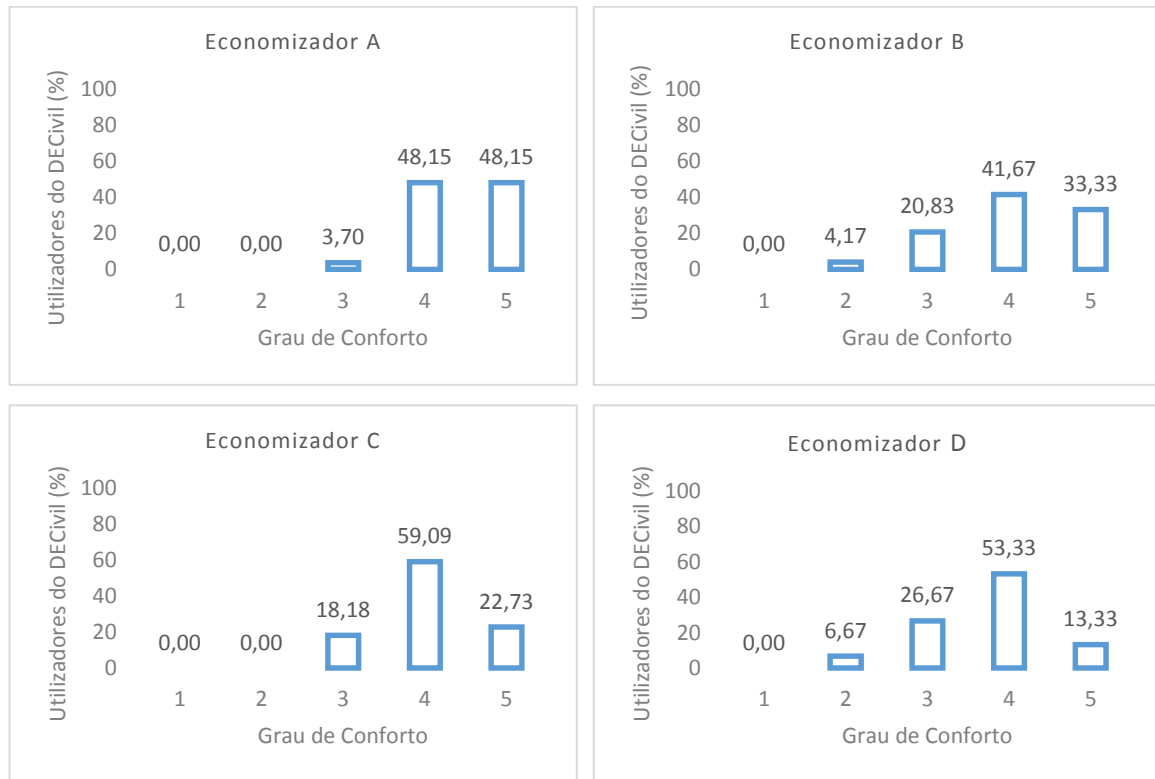 Economizador A
Utilizadores do DECivil (%)
100
80
60
40
20
0
0,00
0,00
3,70
48,15
48,15
1 2 3 4 5
Grau de Conforto
Economizador B
Utilizadores do DECivil (%)
100
80
60
40
20
0
0,00
4,17
20,83
41,67
33,33
1 2 3 4 5
Grau de Conforto
Economizador C
Utilizadores do DECivil (%)
100
80
60
40
20
0
0,00
0,00
18,18
59,09
22,73
1 2 3 4 5
Grau de Conforto
Economizador D
Utilizadores do DECivil (%)
100
80
60
40
20
0
0,00
6,67
26,67
53,33
13,33
1 2 3 4 5
Grau de Conforto